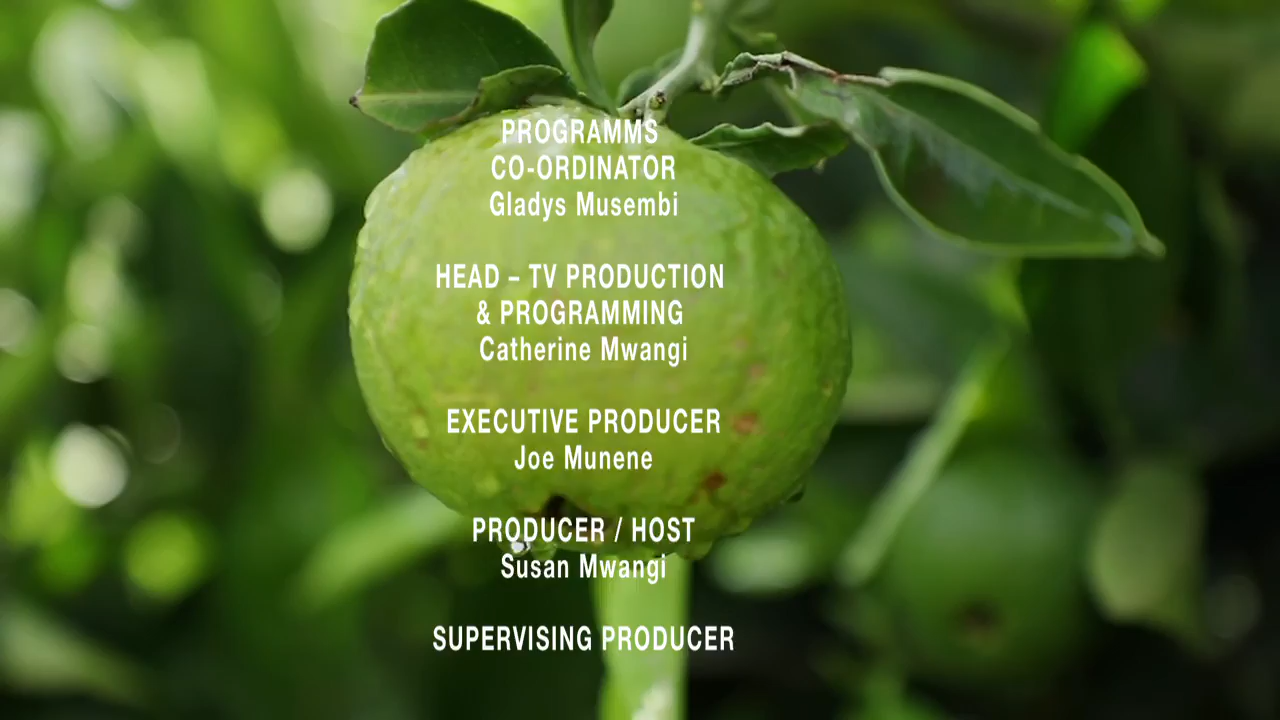 PROGRAMMS
CO-ORDINATOR
Gladys Musembi
HEAD – TV PRODUCTION
& PROGRAMMING
Catherine Mwangi
EXECUTIVE PRODUCER
Joe Munene
PRODUCER / HOST
Susan Mwangi
SUPERVISING PRODUCER